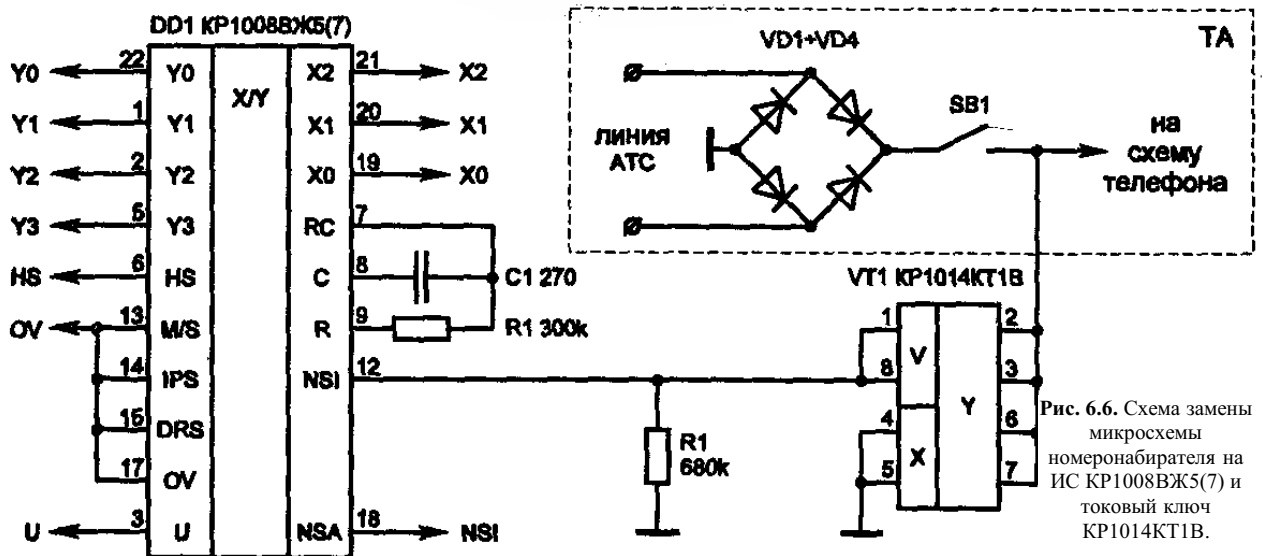 DD1 КР1008ВЖ5(7)
Y0 22 Y0 X/Y X2 21 X2
Y1 1 Y1 X1 20 X1
Y2 2 Y2 X0 19 X0
Y3 5 Y3 RC 7
HS 6 HS C 8 C1 270
OV 13 M/S R 9 R1 300k
14 IPS NSI 12
15 DRS
17 OV
U 3 U NSA 18 NSI
R1
680k
VD1+VD4
TA
SB1
ЛИНИЯ
АТС
на
схему
телефона
VT1 КР1014КТ1В
1 V Y 2
8 3
4 X 6
5 7
Рис. 6.6. Схема замены
микросхемы
номеронабирателя на
ИС КР1008ВЖ5(7) и
токовый ключ
КР1014КТ1В.